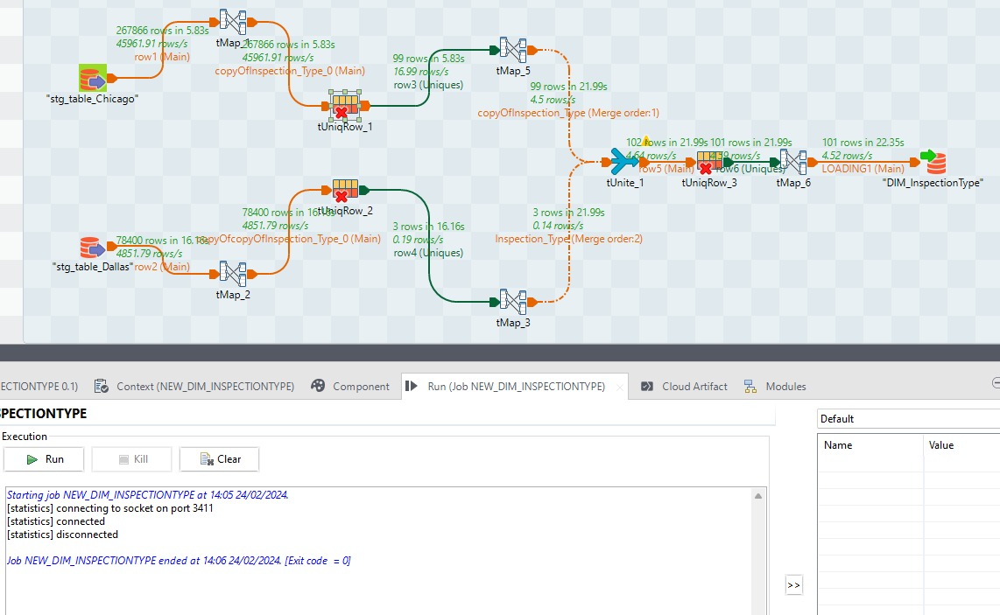 267866 rows in 5.83s
45961.91 rows/s
row1 (Main)
"stg_table_Chicago"
tMap_1
267866 rows in 5.83s
45961.91 rows/s
copyOfInspection_Type_0 (Main)
tUniqRow_1
99 rows in 5.83s
16.99 rows/s
row3 (Uniques)
tMap_5
99 rows in 21.99s
4.5 rows/s
copyOfInspection_Type (Merge order:1)
102 rows in 21.99s
4.64 rows/s
row5 (Main)
tUnite_1
101 rows in 21.99s
4.59 rows/s
row6 (Uniques)
tUniqRow_3
tMap_6
101 rows in 22.35s
4.52 rows/s
LOADING1 (Main)
"DIM_InspectionType"
tUniqRow_2
78400 rows in 16.16s
4851.79 rows/s
copyOfcopyOfInspection_Type_0 (Main)
78400 rows in 16.16s
4851.79 rows/s
row2 (Main)
"stg_table_Dallas"
tMap_2
3 rows in 16.16s
0.19 rows/s
row4 (Uniques)
3 rows in 21.99s
0.14 rows/s
Inspection_Type (Merge order:2)
tMap_3
ECTIONTYPE 0.1) Context (NEW_DIM_INSPECTIONTYPE) Component Run (Job NEW_DIM_INSPECTIONTYPE) Cloud Artifact Modules
SPECTIONTYPE
Default
Execution
Name Value
Run Kill Clear
Starting job NEW_DIM_INSPECTIONTYPE at 14:05 24/02/2024.
[statistics] connecting to socket on port 3411
[statistics] connected
[statistics] disconnected
Job NEW_DIM_INSPECTIONTYPE ended at 14:06 24/02/2024. [Exit code  = 0]
>>